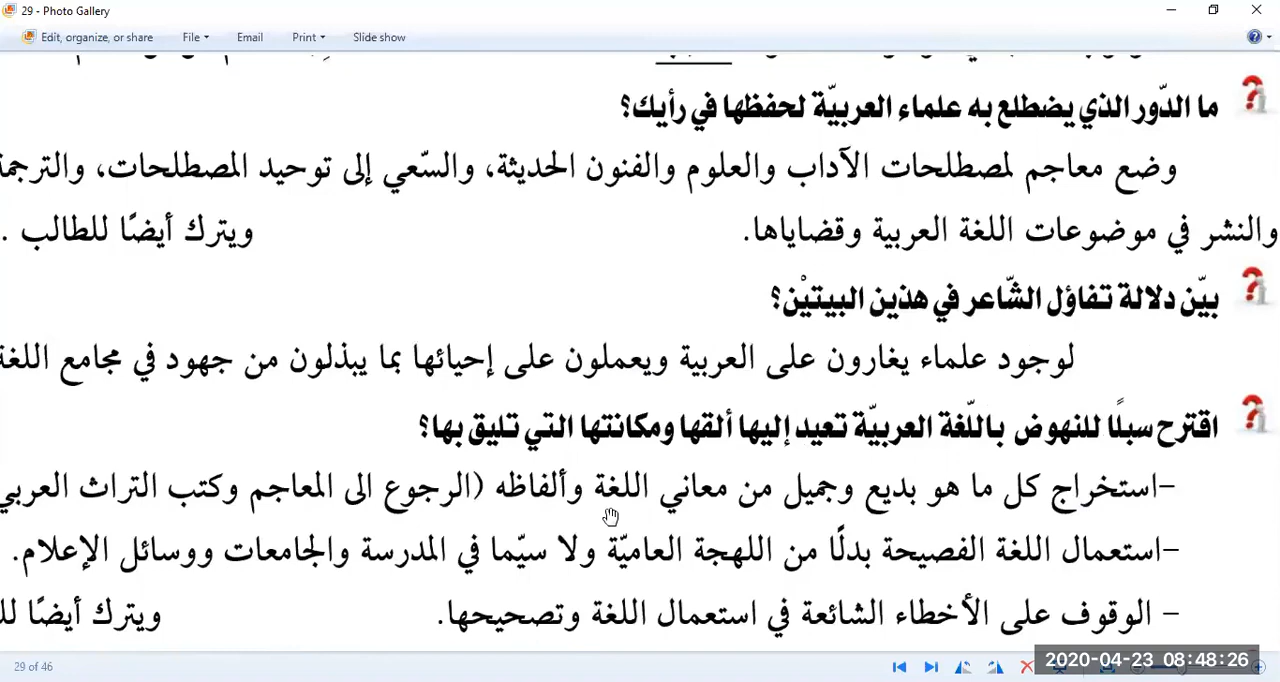 29 - Photo Gallery
Edit, organize, or share File Email Print Slide show
ما الدّور الذي يضطلع به علماء العربيّة لحفظها في رأيك؟
وضع معاجم لمصطلحات الآداب والعلوم والفنون الحديثة، والسّعي إلى توحيد المصطلحات،
والنشر في موضوعات اللغة العربية وقضاياها. ويترك أيضًا للطالب .
بيّن دلالة تفاؤل الشّاعر في هذين البيتيْن؟
لوجود علماء يغارون على العربية ويعملون على إحيائها بما يبذلون من جهود في مجامع اللغة
اقترح سبلًا للنهوض باللّغة العربيّة تعيد إليها ألقها ومكانتها التي تليق بها؟
-استخراج كل ما هو بديع وجميل من معاني اللغة وألفاظه (الرجوع الى المعاجم وكتب التراث العربي
-استعمال اللغة الفصيحة بدلًا من اللهجة العاميّة ولا سيّما في المدرسة والجامعات ووسائل الإعلام.
- الوقوف على الأخطاء الشائعة في استعمال اللغة وتصحيحها. ويترك أيضًا
29 of 46
2020-04-23 08:48:26